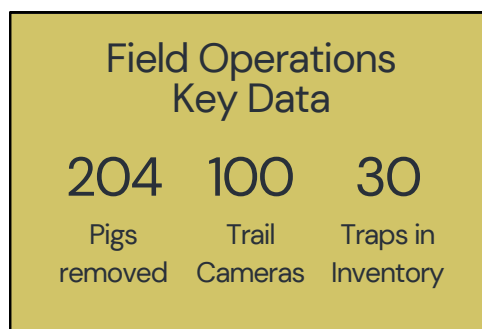 Field Operations
Key Data
204 100 30
Pigs Trail Traps in
removed Cameras Inventory